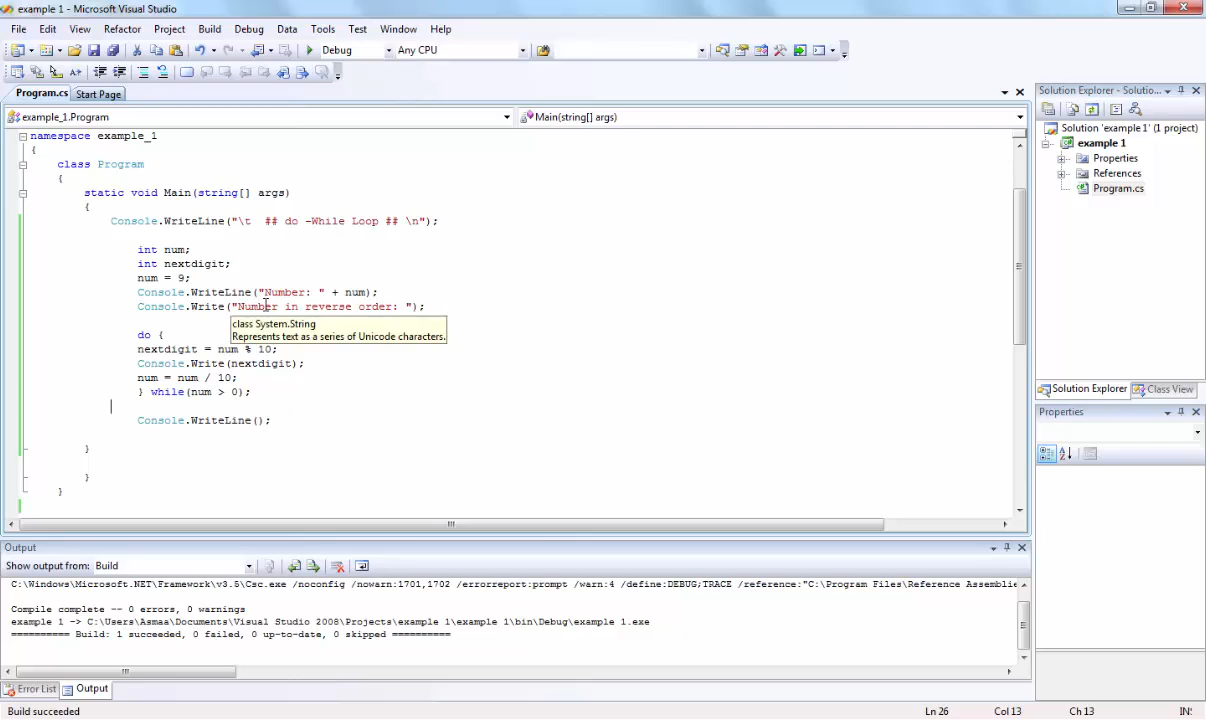 example 1 - Microsoft Visual Studio
File Edit View Refactor Project Build Debug Data Tools Test Window Help
Debug Any CPU
Program.cs Start Page
example_1.Program Main(string[] args)
namespace example_1
{
class Program
{
static void Main(string[] args)
{
Console.WriteLine("\t  ## do -While Loop ## \n");
int num;
int nextdigit;
num = 9;
Console.WriteLine("Number: " + num);
Console.Write("Number in reverse order: ");
class System.String
Represents text as a series of Unicode characters.
do {
nextdigit = num % 10;
Console.Write(nextdigit);
num = num / 10;
} while(num > 0);
Console.WriteLine();
}
}
}
Solution Explorer - Solutio...
Solution 'example 1' (1 project)
example 1
Properties
References
Program.cs
Solution Explorer Class View
Properties
Output
Show output from: Build
C:\Windows\Microsoft.NET\Framework\v3.5\Csc.exe /noconfig /nowarn:1701,1702 /errorreport:prompt /warn:4 /define:DEBUG;TRACE /reference:"C:\Program Files\Reference Assemblie
Compile complete -- 0 errors, 0 warnings
example 1 -> C:\Users\Asmaa\Documents\Visual Studio 2008\Projects\example 1\example 1\bin\Debug\example 1.exe
========== Build: 1 succeeded, 0 failed, 0 up-to-date, 0 skipped ==========
Error List Output
Build succeeded Ln 26 Col 13 Ch 13 INS